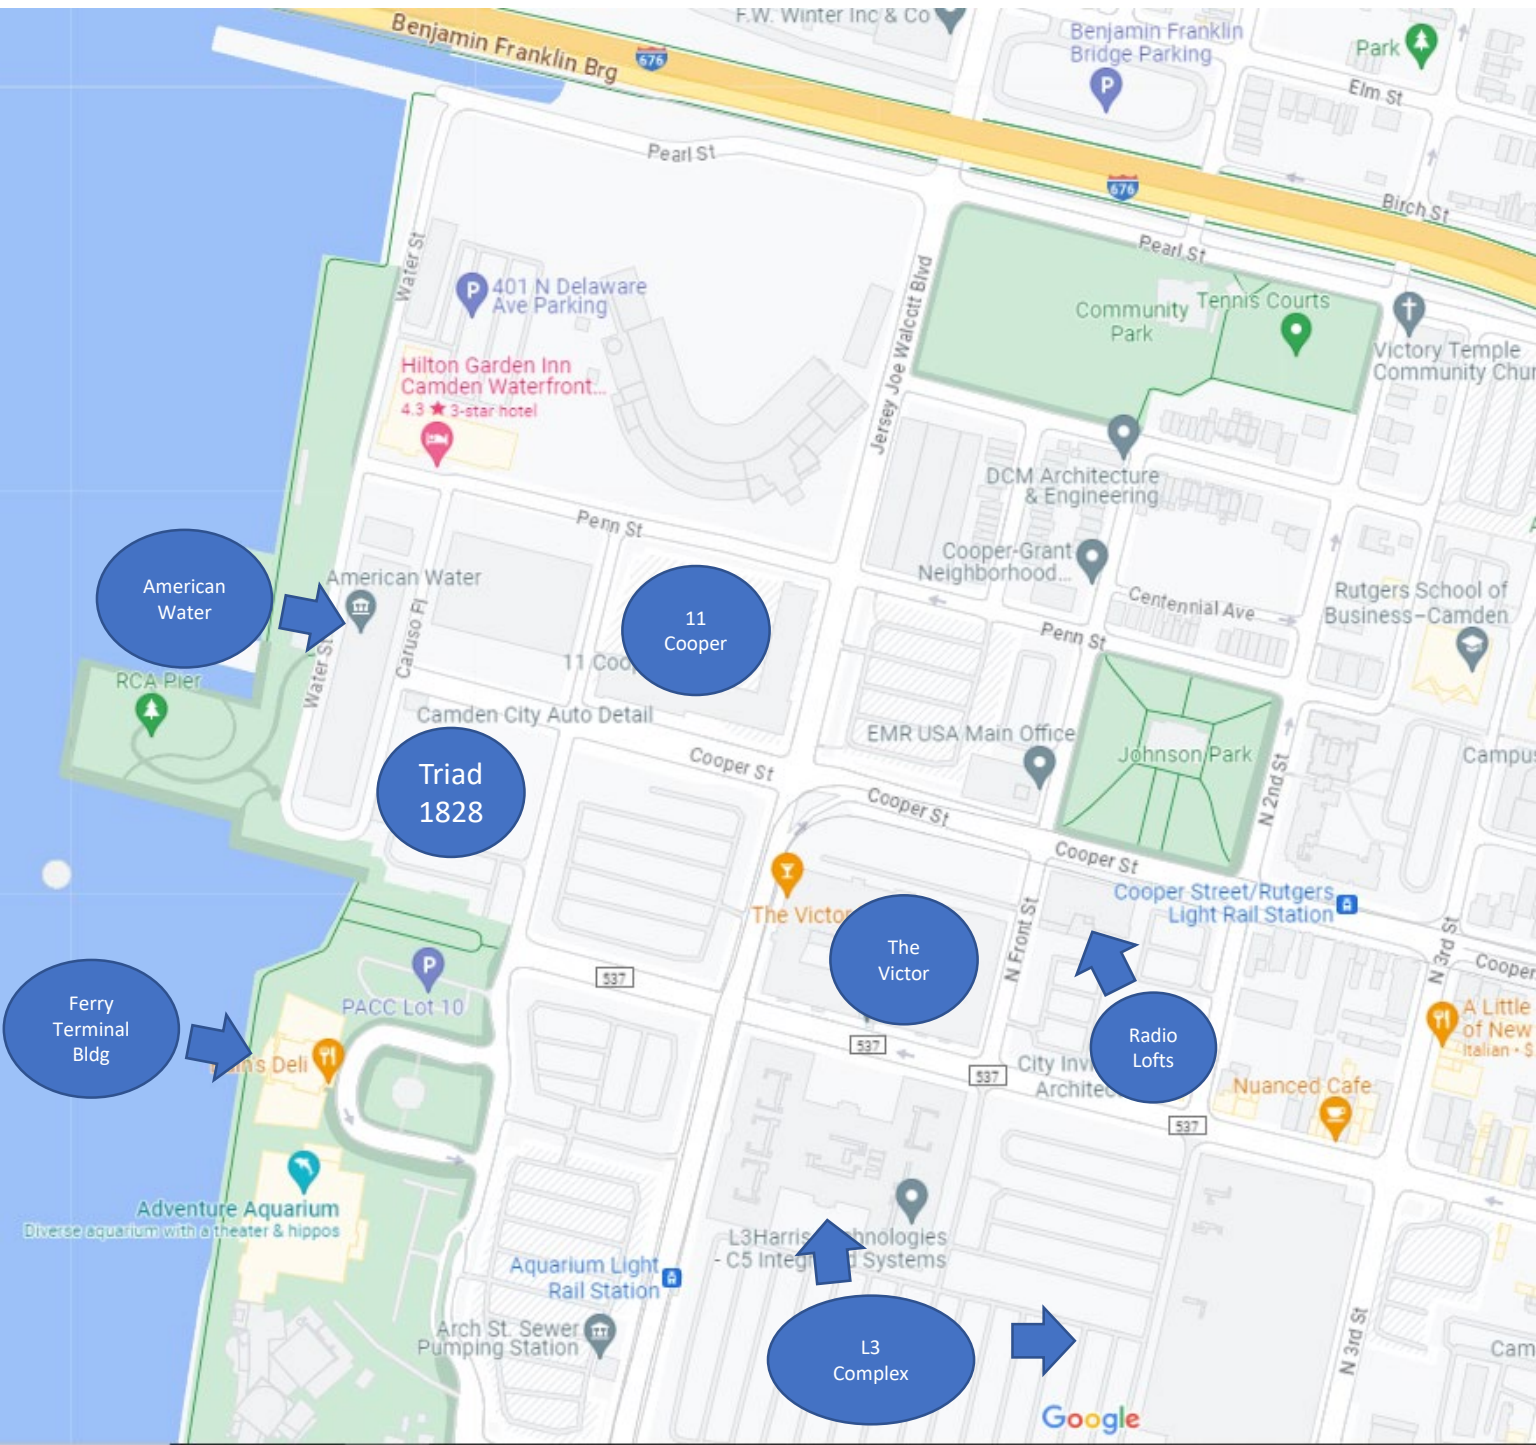 F.W. Winter Inc & Co
Benjamin Franklin Brg
676
Benjamin Franklin
Bridge Parking
P
Park
Elm St
Pearl St
676
Birch St
Pearl St
Water St
P
401 N Delaware
Ave Parking
Jersey Joe Walcott Blvd
Community
Park
Tennis Courts
Victory Temple
Community Chur
Hilton Garden Inn
Camden Waterfront...
4.3 ★ 3-star hotel
DCM Architecture
& Engineering
Penn St
Cooper-Grant
Neighborhood...
American
Water
American Water
Caruso Pl
11
Cooper
Centennial Ave
Rutgers School of
Business–Camden
Penn St
Water St
RCA Pier
11
Camden City Auto Detail
EMR USA Main Office
Johnson Park
Campus
Triad
1828
Cooper St
Cooper St
N 2nd St
Cooper St
The Victor
Cooper Street/Rutgers
Light Rail Station
The
Victor
N Front St
N 3rd St
Cooper
P
PACC Lot 10
537
Ferry
Terminal
Bldg
Deli
537
537
Radio
Lofts
City
A Little
of New
Italian · $
Nuanced Cafe
537
Adventure Aquarium
Diverse aquarium with a theater & hippos
L3Harris
- C5 Systems
Aquarium Light
Rail Station
Arch St. Sewer
Pumping Station
L3
Complex
N 3rd St
Cam
Google